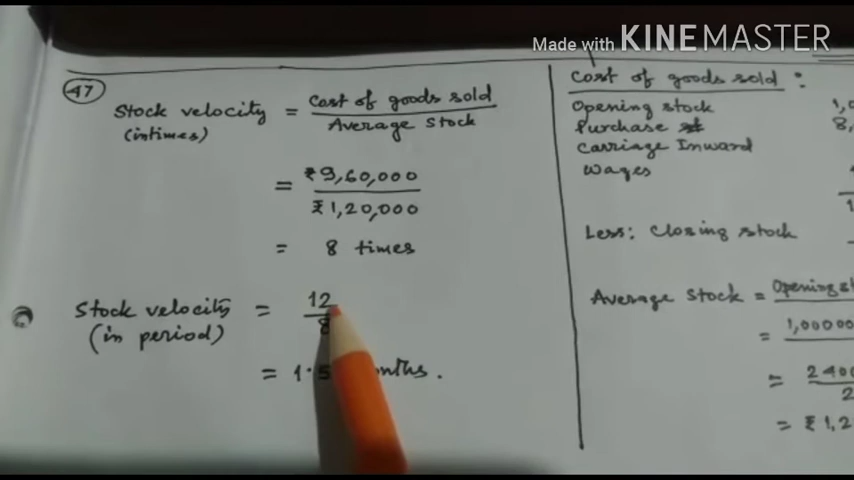 Made with KINEMASTER
47
Stock velocity = Cost of goods sold / Average Stock
(in times)
= ₹9,60,000 / ₹1,20,000
= 8 times
Stock velocity = 12 / 8
(in period)
= 1.5
Cost of goods sold :
Opening stock
Purchase
Carriage Inward
Wages
Less: Closing stock
Average Stock =
= 1,00000
=
= ₹1,2